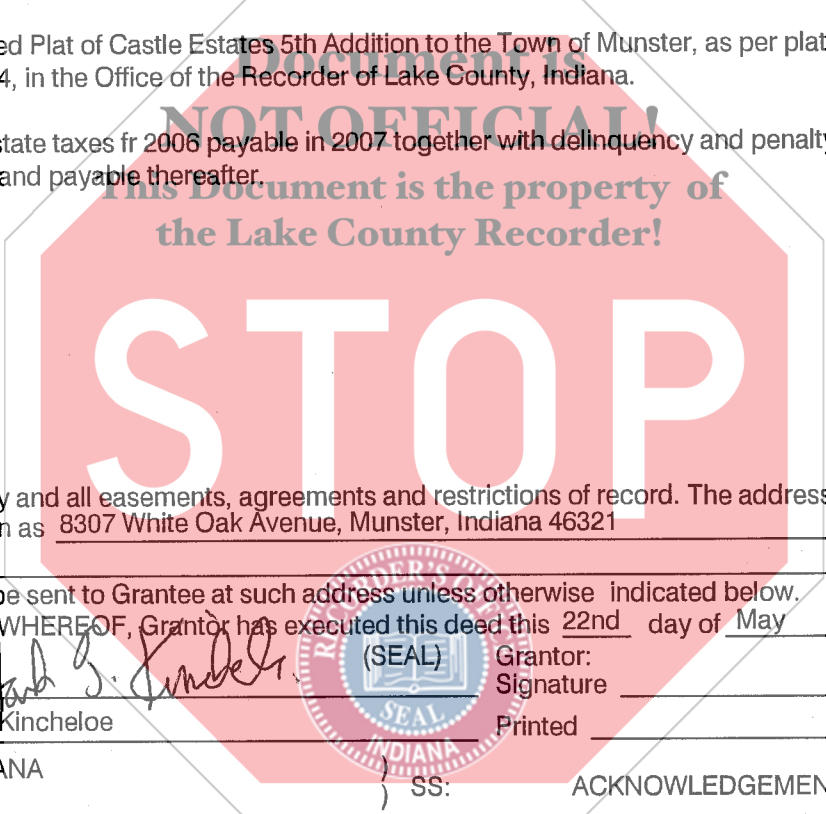 ed Plat of Castle Estates 5th Addition to the Town of Munster, as per plat
Document is
4, in the Office of the Recorder of Lake County, Indiana.
NOT OFFICIAL!
state taxes fr 2006 payable in 2007 together with delinquency and penalty
and payable thereafter.
This Document is the property of
the Lake County Recorder!
STOP
y and all easements, agreements and restrictions of record. The address
n as 8307 White Oak Avenue, Munster, Indiana 46321
be sent to Grantee at such address unless otherwise indicated below.
WHEREOF, Grantor has executed this deed this 22nd day of May
(SEAL) Grantor:
Signature
Kincheloe Printed
RECORDER'S OFFICE
SEAL
INDIANA
ANA )
) SS: ACKNOWLEDGEMEN